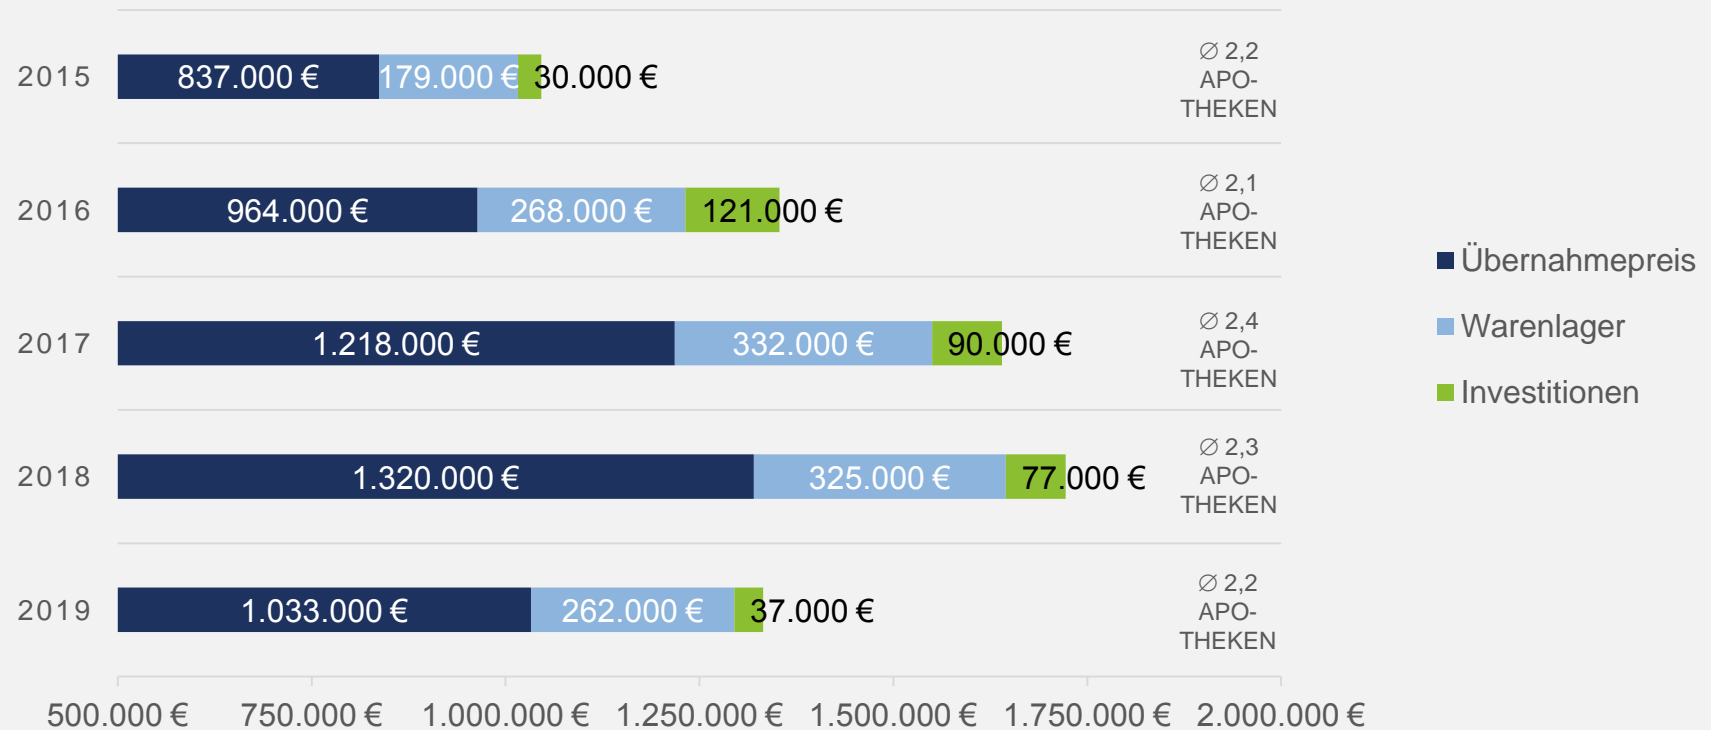 2015
837.000 €
179.000 €
30.000 €
∅ 2,2
APO-
THEKEN
2016
964.000 €
268.000 €
121.000 €
∅ 2,1
APO-
THEKEN
2017
1.218.000 €
332.000 €
90.000 €
∅ 2,4
APO-
THEKEN
2018
1.320.000 €
325.000 €
77.000 €
∅ 2,3
APO-
THEKEN
2019
1.033.000 €
262.000 €
37.000 €
∅ 2,2
APO-
THEKEN
500.000 €
750.000 €
1.000.000 €
1.250.000 €
1.500.000 €
1.750.000 €
2.000.000 €
Übernahmepreis
Warenlager
Investitionen